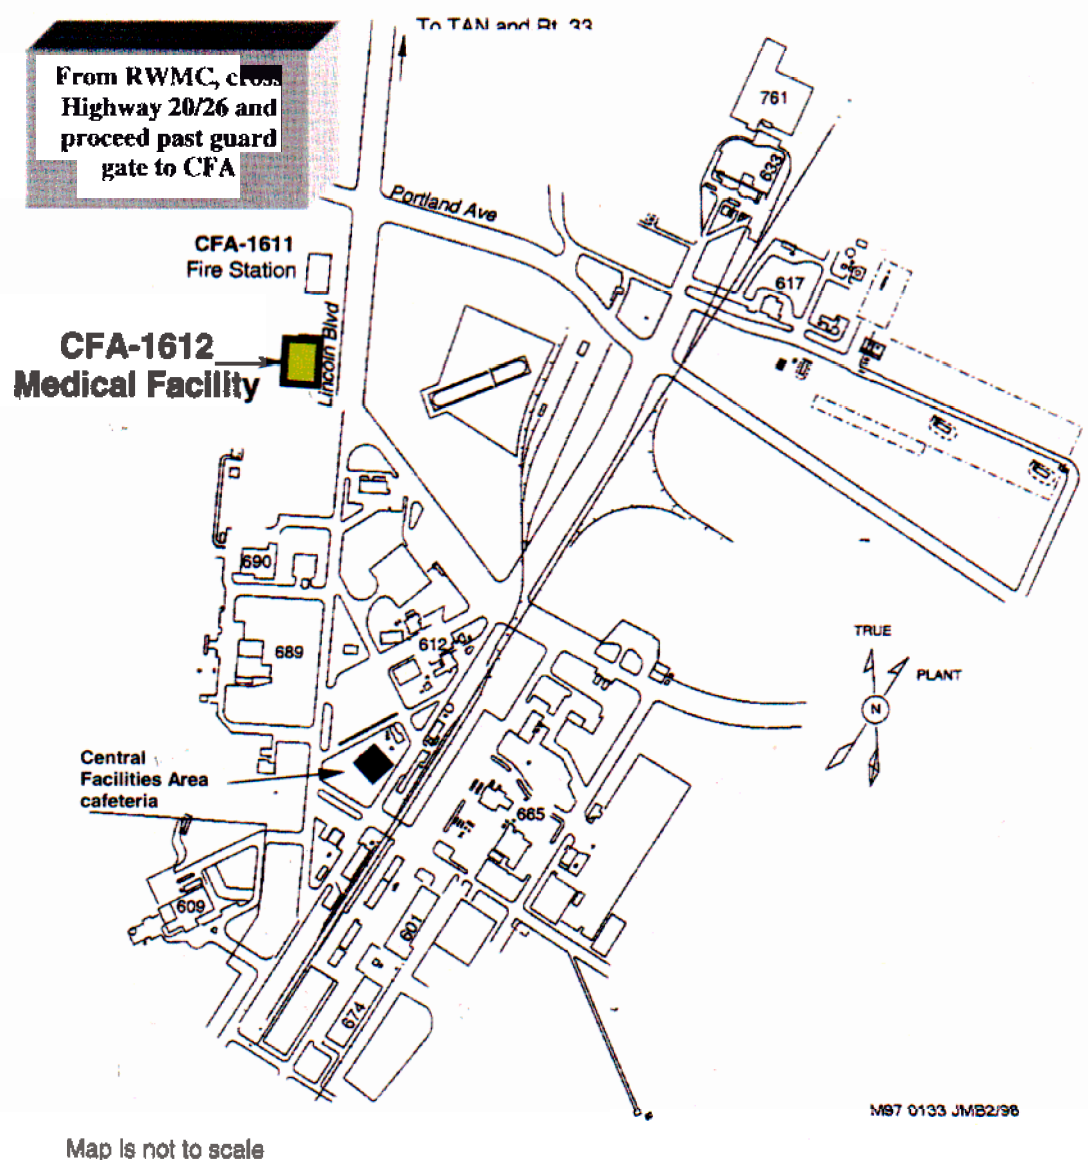 To TAN and Rt. 33
From RWMC, cross
Highway 20/26 and
proceed past guard
gate to CFA
761
633
Portland Ave
CFA-1611
Fire Station
617
Lincoln Blvd
CFA-1612
Medical Facility
690
612
689
TRUE
PLANT
N
Central
Facilities Area
cafeteria
665
609
601
674
M97 0133 JMB2/98
Map is not to scale